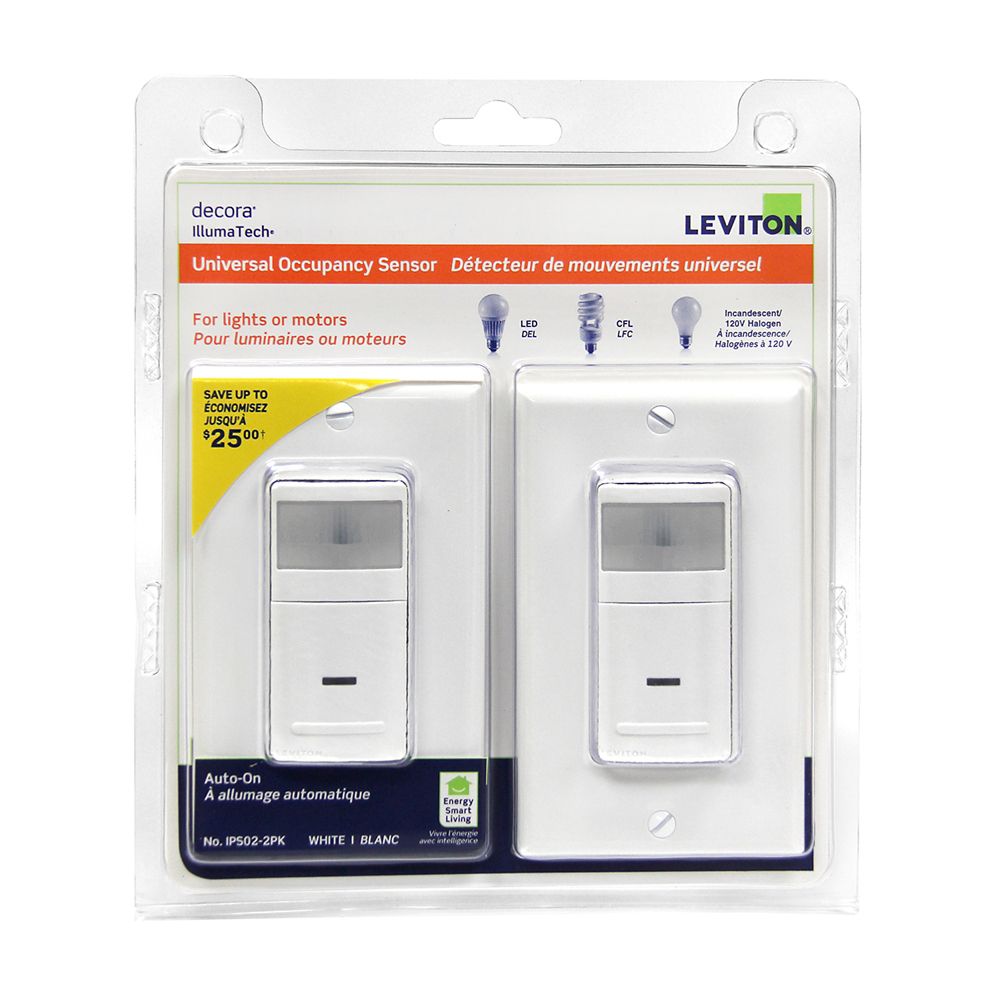 decora®
IllumaTech®
LEVITON®
Universal Occupancy Sensor Détecteur de mouvements universel
For lights or motors
Pour luminaires ou moteurs
LED
DEL
CFL
LFC
Incandescent/
120V Halogen
À incandescence/
Halogènes à 120 V
SAVE UP TO
ÉCONOMISEZ
JUSQU'À
$25 00†
LEVITON
LEVITON
Auto-On
À allumage automatique
Energy
Smart
Living
Vivre l'énergie
avec intelligence
No. IPS02-2PK WHITE | BLANC